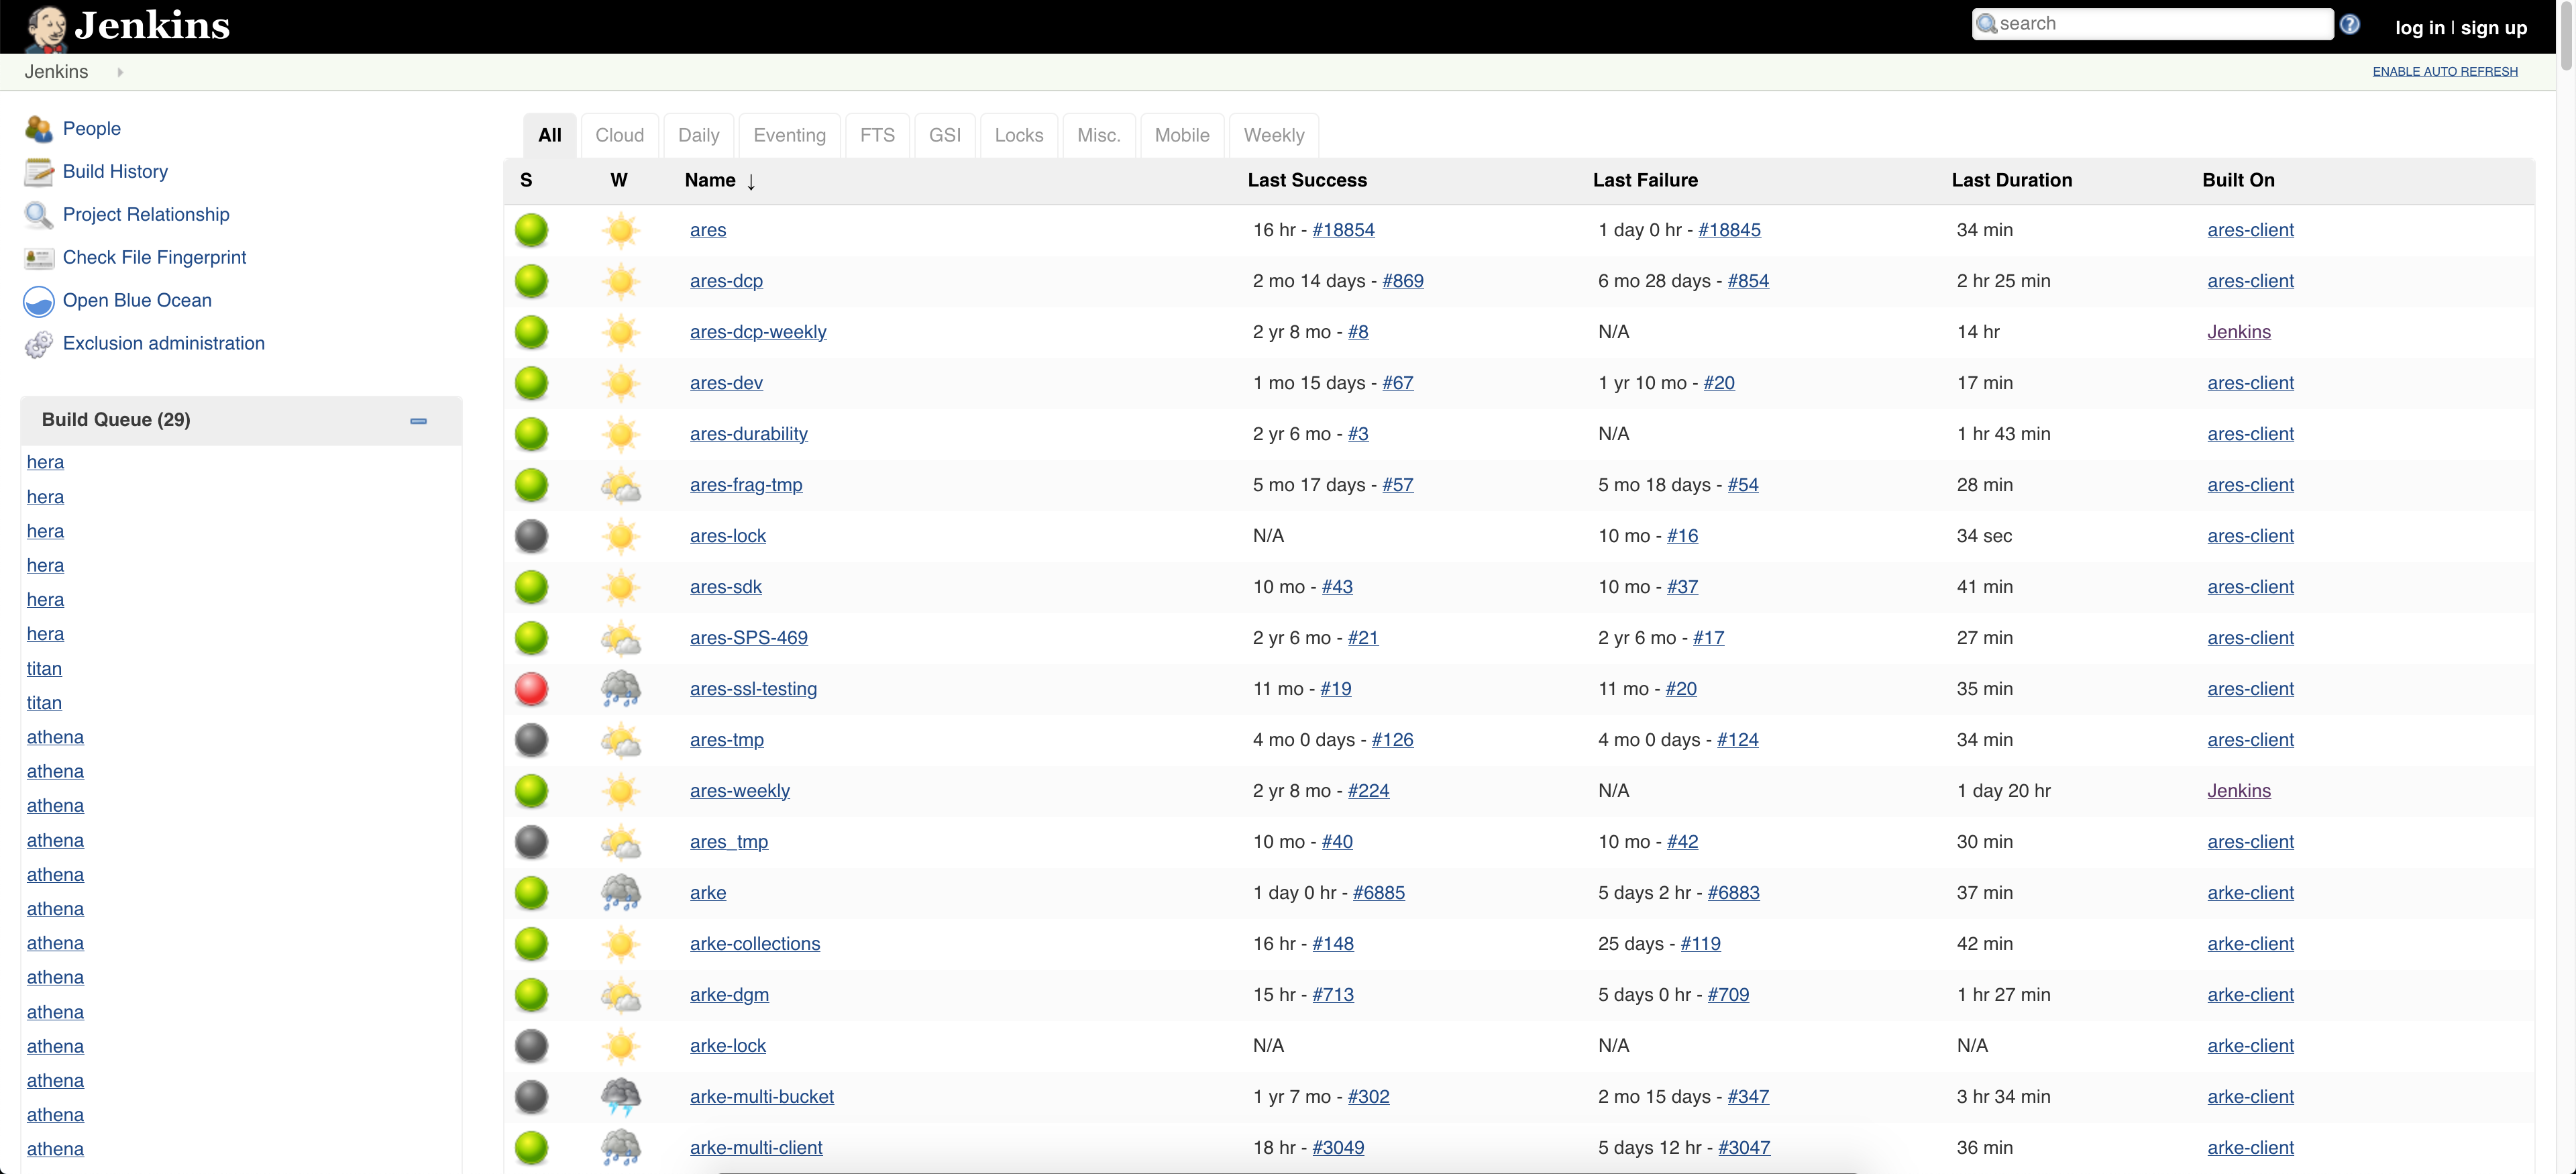 Jenkins
search
log in | sign up
Jenkins
ENABLE AUTO REFRESH
People
Build History
Project Relationship
Check File Fingerprint
Open Blue Ocean
Exclusion administration
Build Queue (29)
hera
hera
hera
hera
hera
hera
titan
titan
athena
athena
athena
athena
athena
athena
athena
athena
athena
athena
athena
athena
athena
All Cloud Daily Eventing FTS GSI Locks Misc. Mobile Weekly
S W Name ↓ Last Success Last Failure Last Duration Built On
ares 16 hr - #18854 1 day 0 hr - #18845 34 min ares-client
ares-dcp 2 mo 14 days - #869 6 mo 28 days - #854 2 hr 25 min ares-client
ares-dcp-weekly 2 yr 8 mo - #8 N/A 14 hr Jenkins
ares-dev 1 mo 15 days - #67 1 yr 10 mo - #20 17 min ares-client
ares-durability 2 yr 6 mo - #3 N/A 1 hr 43 min ares-client
ares-frag-tmp 5 mo 17 days - #57 5 mo 18 days - #54 28 min ares-client
ares-lock N/A 10 mo - #16 34 sec ares-client
ares-sdk 10 mo - #43 10 mo - #37 41 min ares-client
ares-SPS-469 2 yr 6 mo - #21 2 yr 6 mo - #17 27 min ares-client
ares-ssl-testing 11 mo - #19 11 mo - #20 35 min ares-client
ares-tmp 4 mo 0 days - #126 4 mo 0 days - #124 34 min ares-client
ares-weekly 2 yr 8 mo - #224 N/A 1 day 20 hr Jenkins
ares_tmp 10 mo - #40 10 mo - #42 30 min ares-client
arke 1 day 0 hr - #6885 5 days 2 hr - #6883 37 min arke-client
arke-collections 16 hr - #148 25 days - #119 42 min arke-client
arke-dgm 15 hr - #713 5 days 0 hr - #709 1 hr 27 min arke-client
arke-lock N/A N/A N/A arke-client
arke-multi-bucket 1 yr 7 mo - #302 2 mo 15 days - #347 3 hr 34 min arke-client
arke-multi-client 18 hr - #3049 5 days 12 hr - #3047 36 min arke-client